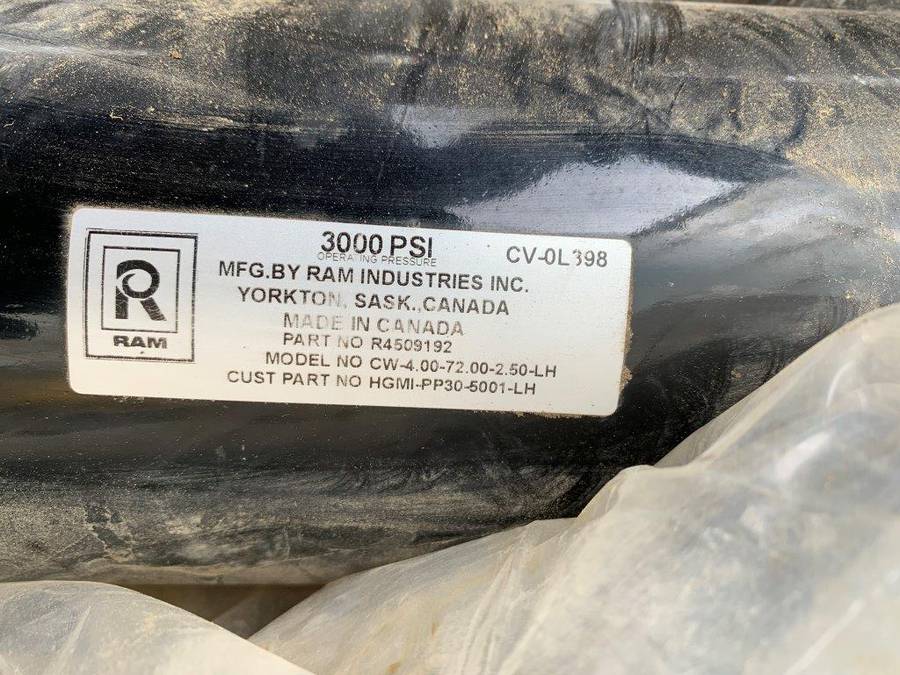 3000 PSI
OPERATING PRESSURE
CV-0L398
MFG.BY RAM INDUSTRIES INC.
YORKTON, SASK.,CANADA
MADE IN CANADA
PART NO R4509192
MODEL NO CW-4.00-72.00-2.50-LH
CUST PART NO HGMI-PP30-5001-LH
R
RAM